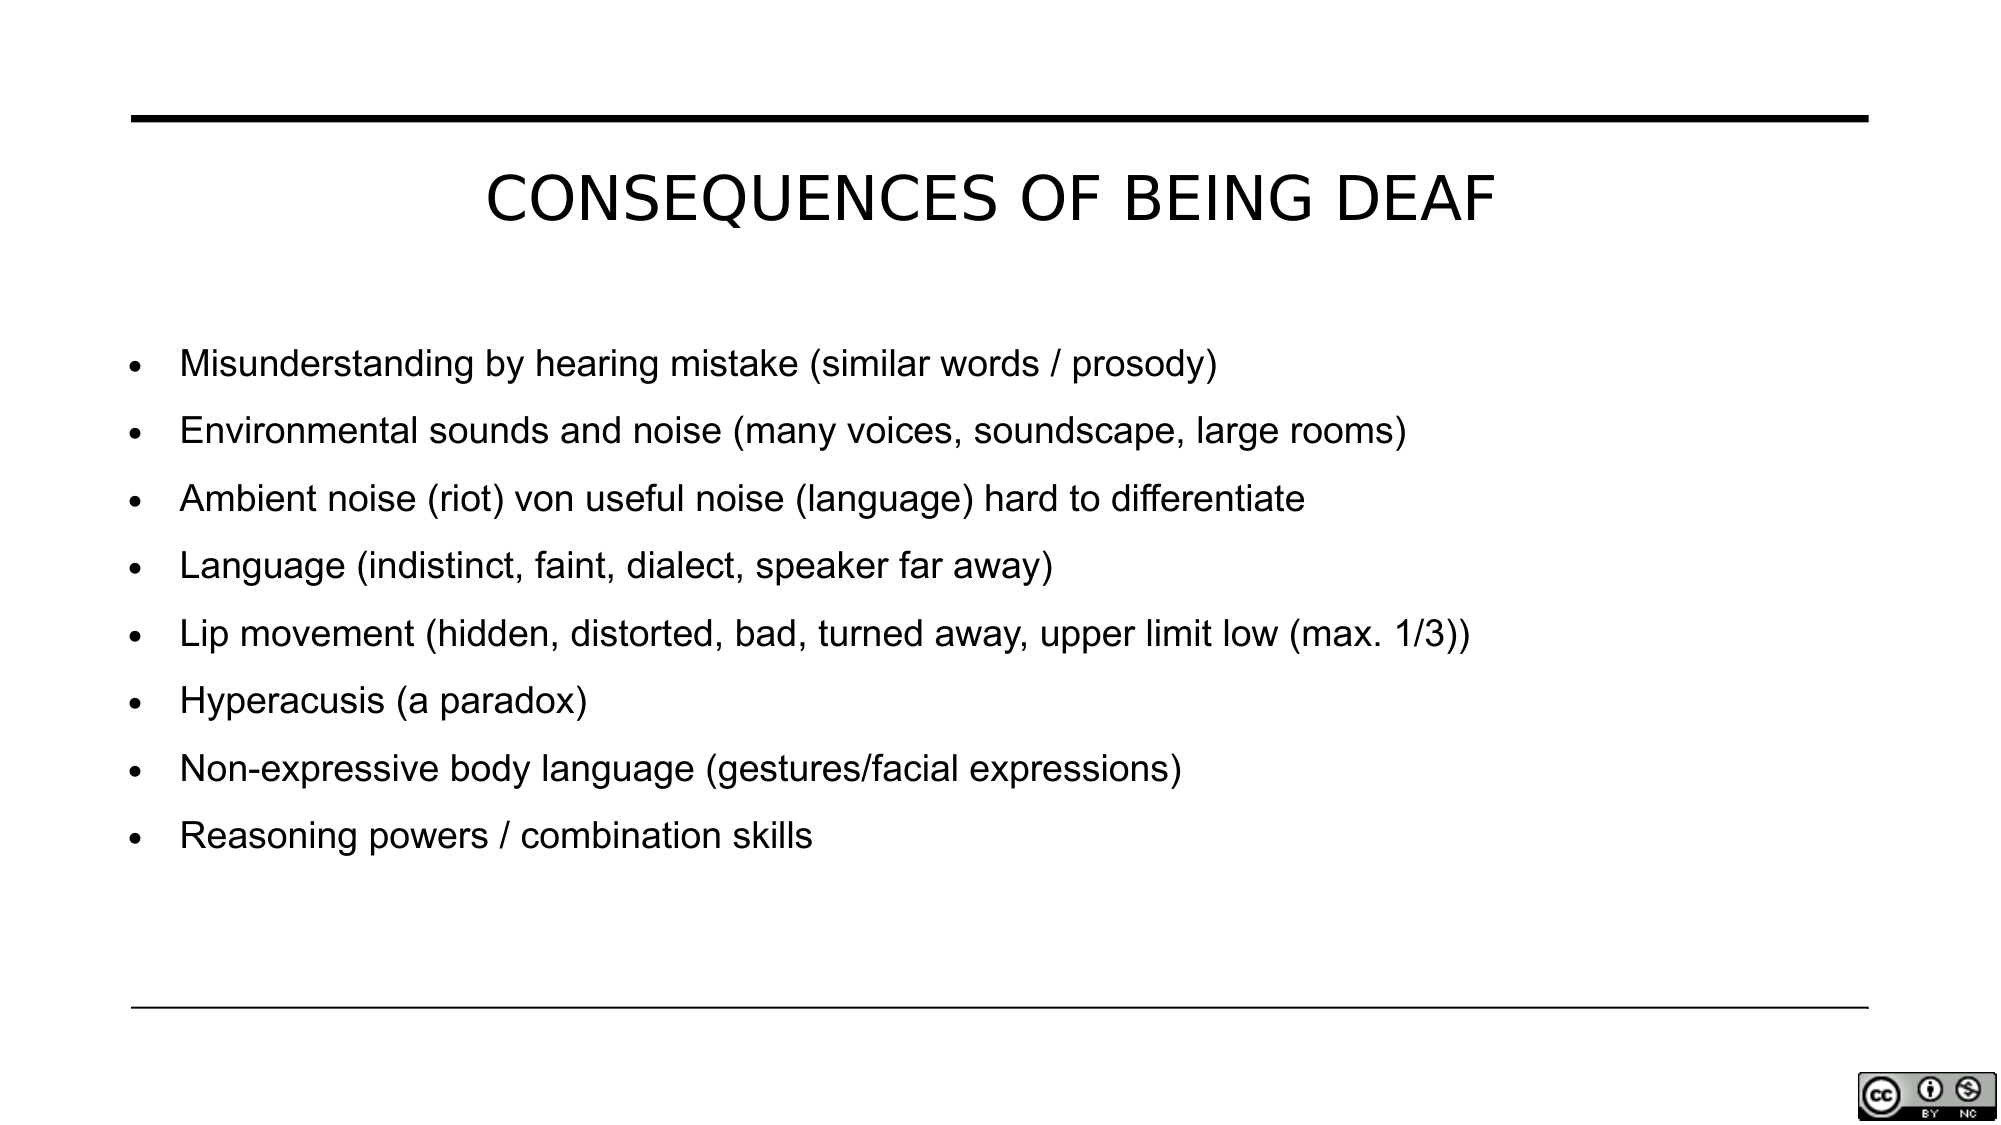 CONSEQUENCES OF BEING DEAF
• Misunderstanding by hearing mistake (similar words / prosody)
• Environmental sounds and noise (many voices, soundscape, large rooms)
• Ambient noise (riot) von useful noise (language) hard to differentiate
• Language (indistinct, faint, dialect, speaker far away)
• Lip movement (hidden, distorted, bad, turned away, upper limit low (max. 1/3))
• Hyperacusis (a paradox)
• Non-expressive body language (gestures/facial expressions)
• Reasoning powers / combination skills
cc
BY NC